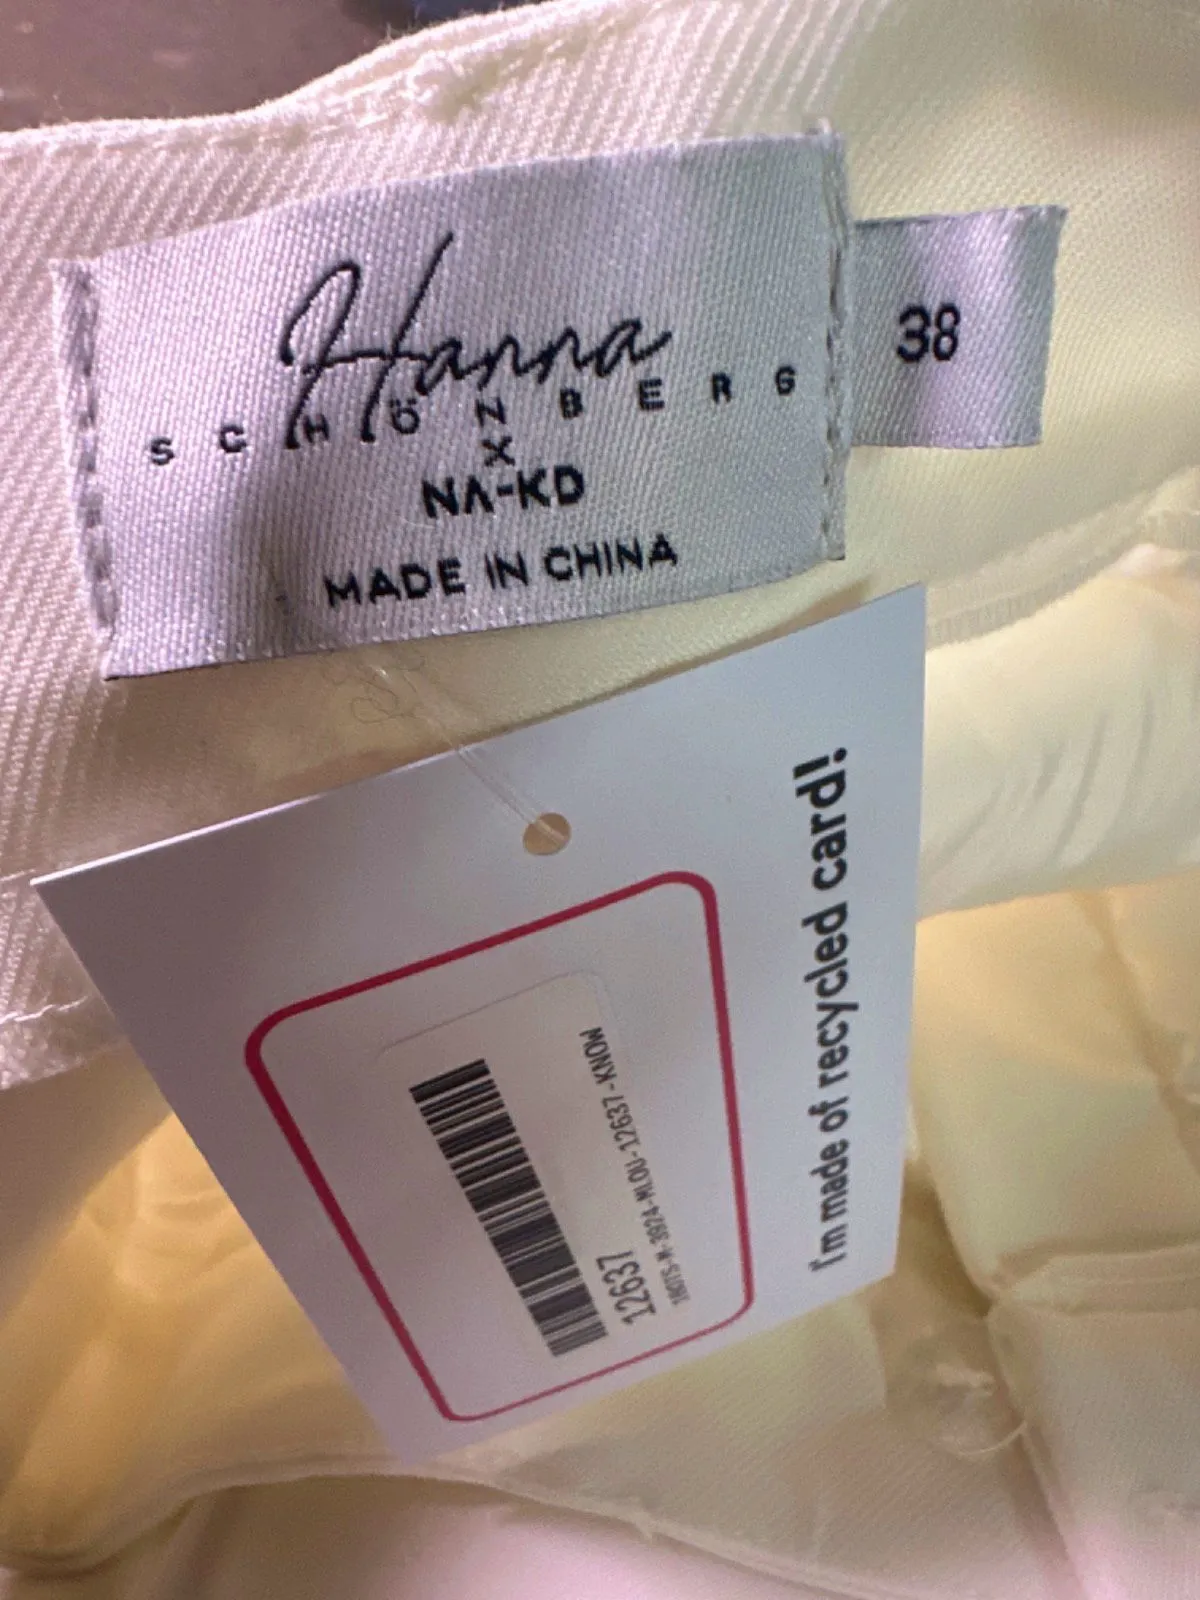 Hanna
SCHÖNBERG
X
NA-KD
MADE IN CHINA
38
I'm made of recycled card!
12637